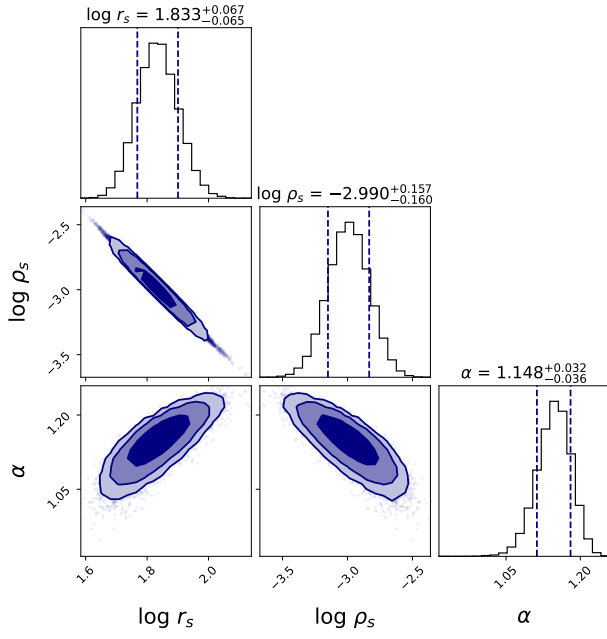 log r_s = 1.833^{+0.067}_{-0.065}
log ρ_s = −2.990^{+0.157}_{-0.160}
−2.5
−3.0
−3.5
log ρ_s
α = 1.148^{+0.032}_{-0.036}
1.20
1.05
α
1.6
1.8
2.0
−3.5
−3.0
−2.5
1.05
1.20
log r_s
log ρ_s
α